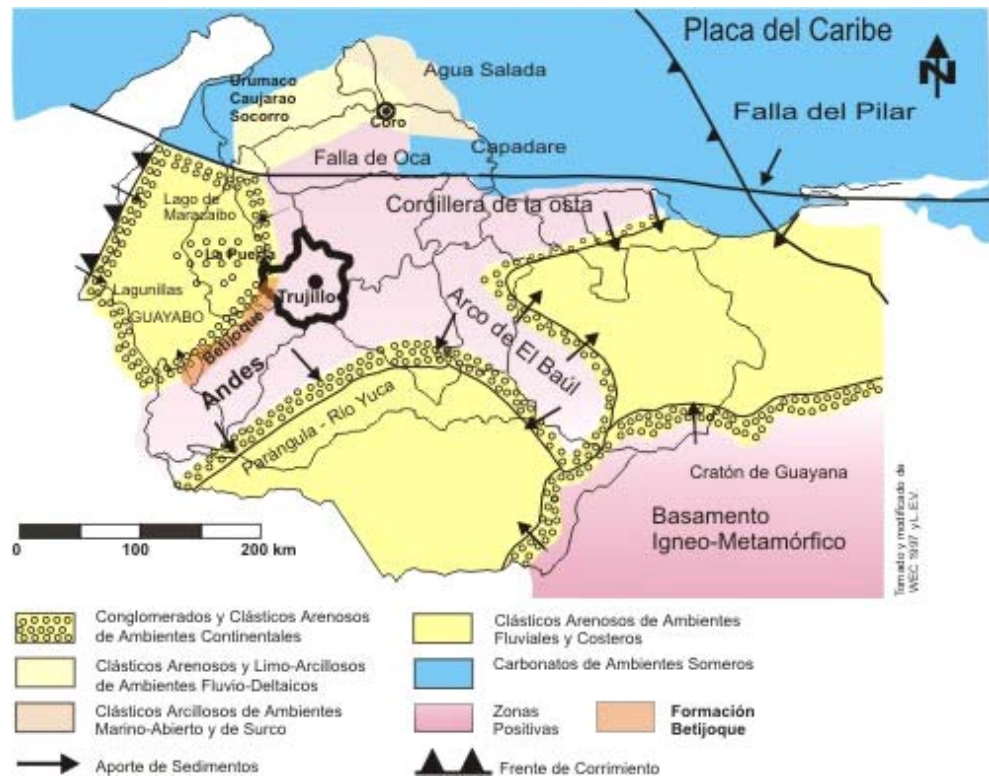 Placa del Caribe
N
Urumaco
Caujarao
Socorro
Agua Salada
Coro
Falla del Pilar
Capadare
Falla de Oca
Lago de
Maracaibo
Cordillera de la osta
La Puerta
Lagunillas
Trujillo
GUAYABO
Betijoque
Andes
Arco de El Baúl
Parángula - Río Yuca
Cratón de Guayana
Basamento
Igneo-Metamórfico
Tomado y modificado de
WEC 1997 y L.E.V.
0 100 200 km
Conglomerados y Clásticos Arenosos
de Ambientes Continentales
Clásticos Arenosos y Limo-Arcillosos
de Ambientes Fluvio-Deltaicos
Clásticos Arcillosos de Ambientes
Marino-Abierto y de Surco
Aporte de Sedimentos
Clásticos Arenosos de Ambientes
Fluviales y Costeros
Carbonatos de Ambientes Someros
Zonas
Positivas
Formación
Betijoque
Frente de Corrimiento